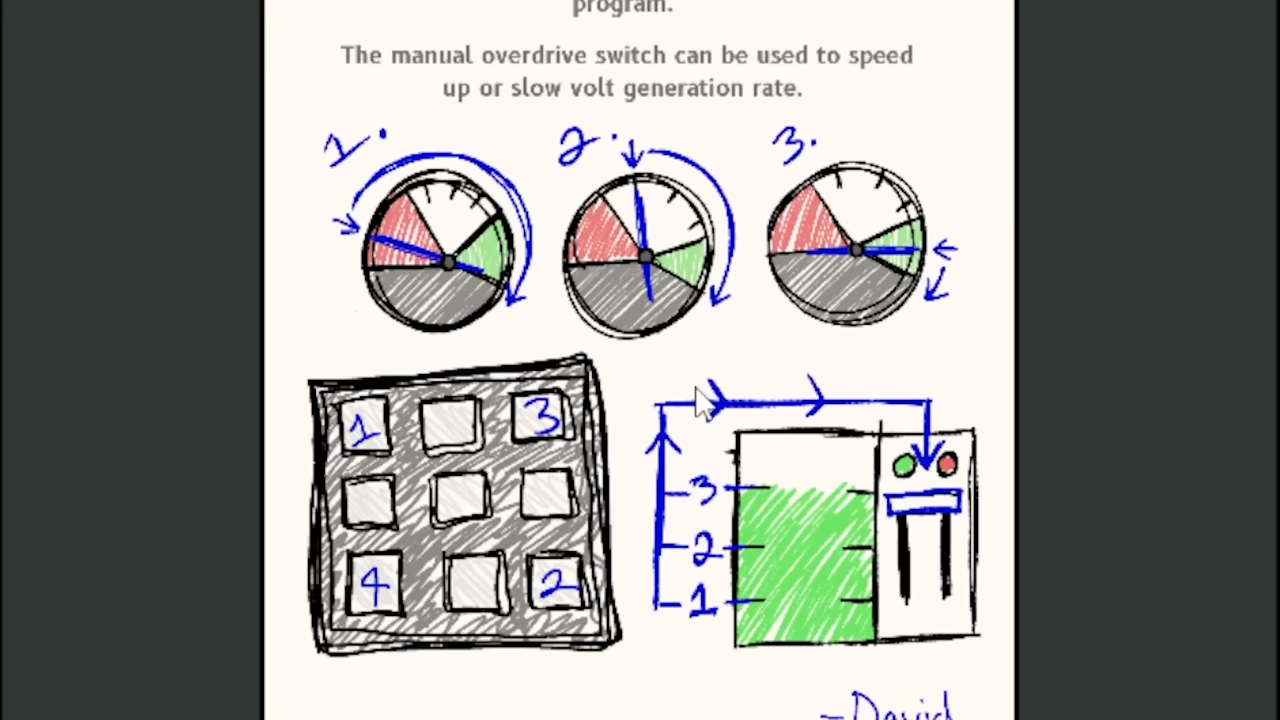 program.
The manual overdrive switch can be used to speed
up or slow volt generation rate.
1. 2. 3.
1 3
4 2
3
2
1
-David